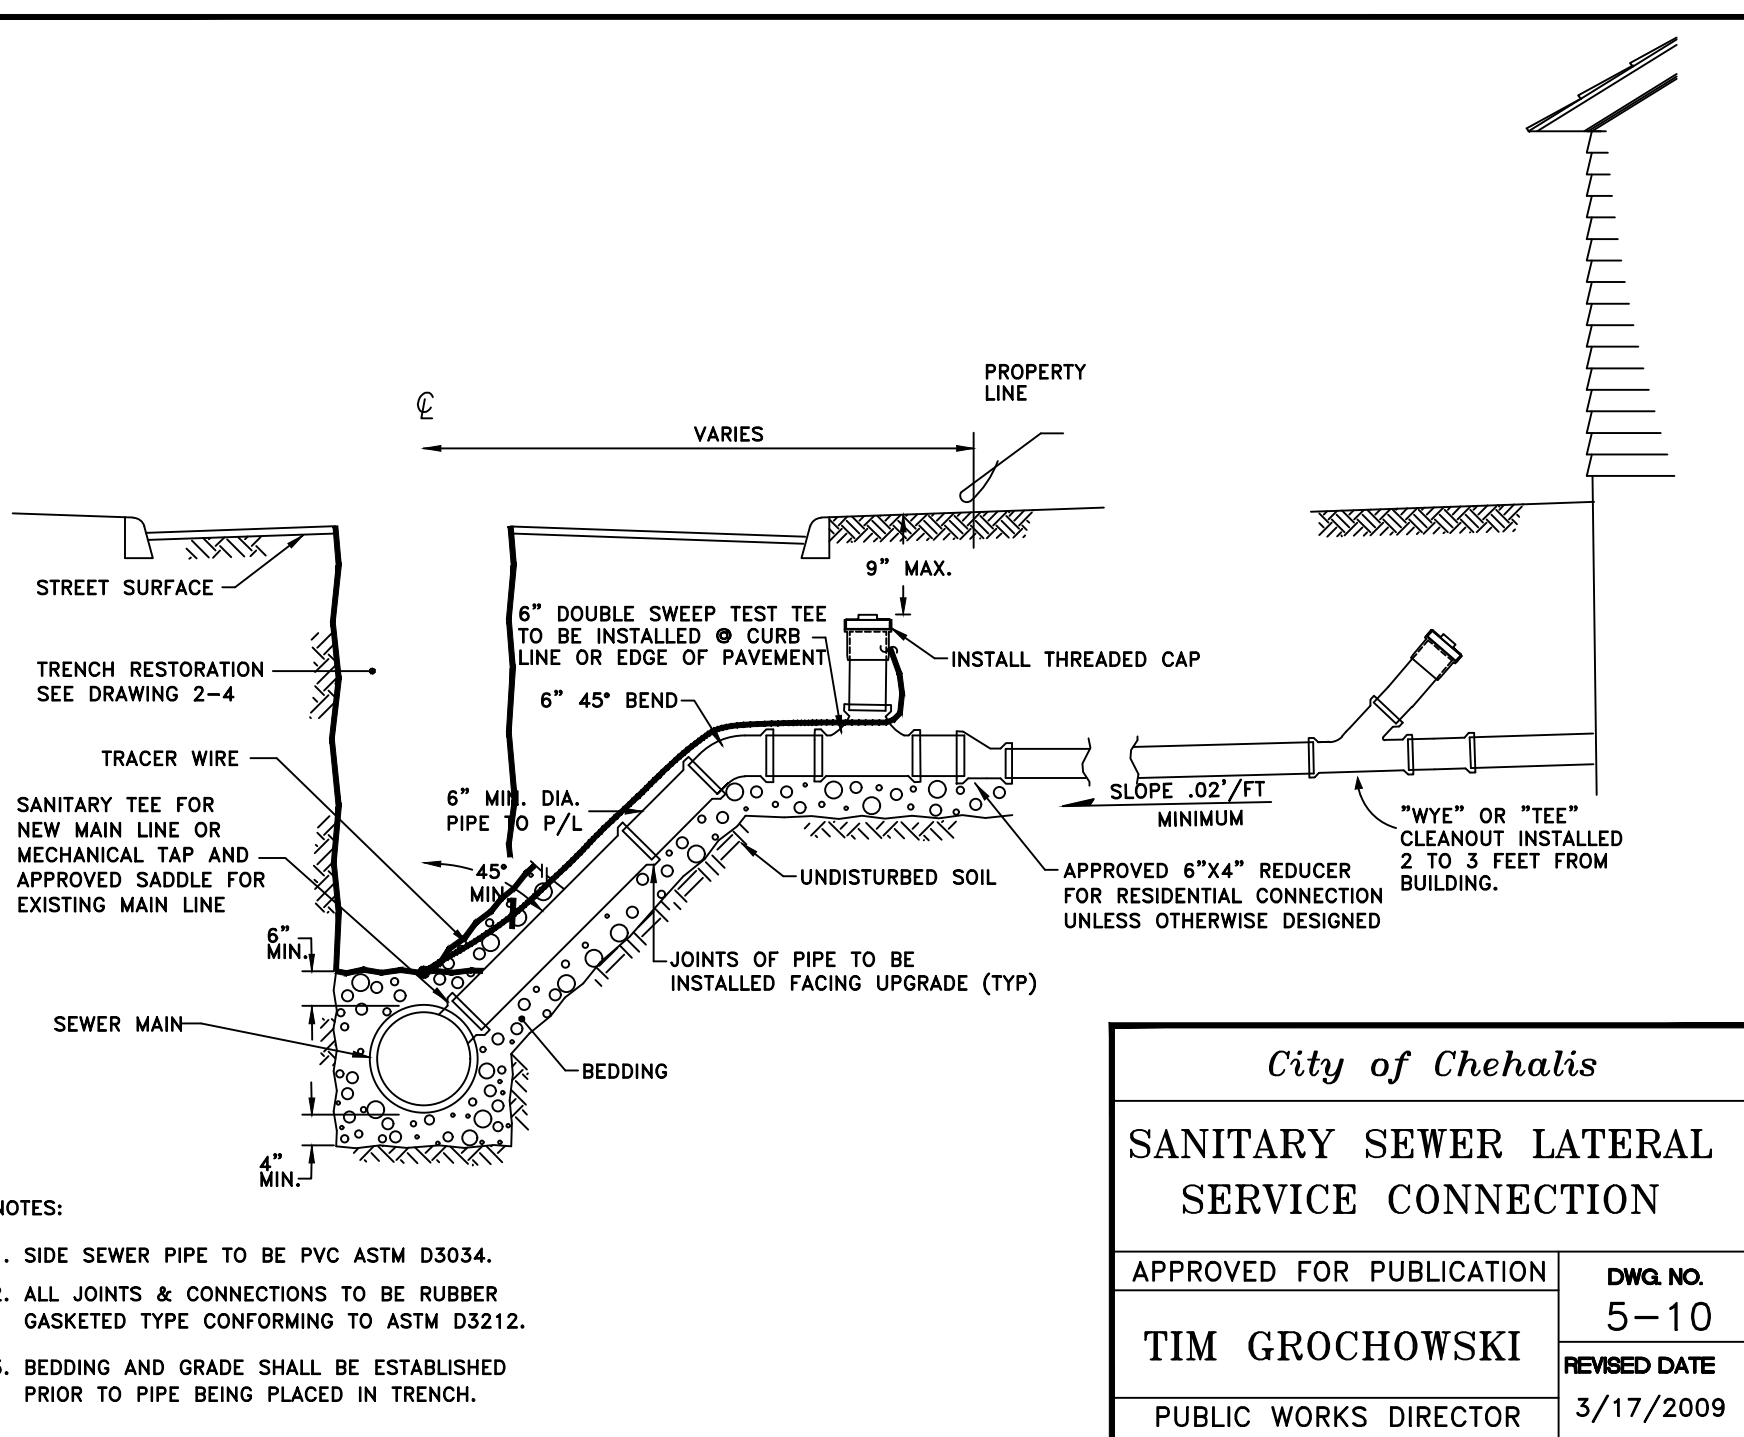 PROPERTY
LINE
℄
VARIES
9" MAX.
STREET SURFACE
6" DOUBLE SWEEP TEST TEE
TO BE INSTALLED @ CURB
LINE OR EDGE OF PAVEMENT
INSTALL THREADED CAP
TRENCH RESTORATION
SEE DRAWING 2-4
6" 45° BEND
TRACER WIRE
6" MIN. DIA.
PIPE TO P/L
SLOPE .02'/FT
MINIMUM
SANITARY TEE FOR
NEW MAIN LINE OR
MECHANICAL TAP AND
APPROVED SADDLE FOR
EXISTING MAIN LINE
"WYE" OR "TEE"
CLEANOUT INSTALLED
2 TO 3 FEET FROM
BUILDING.
45°
MIN.
UNDISTURBED SOIL
APPROVED 6"X4" REDUCER
FOR RESIDENTIAL CONNECTION
UNLESS OTHERWISE DESIGNED
6"
MIN.
JOINTS OF PIPE TO BE
INSTALLED FACING UPGRADE (TYP)
SEWER MAIN
BEDDING
4"
MIN.
NOTES:
. SIDE SEWER PIPE TO BE PVC ASTM D3034.
2. ALL JOINTS & CONNECTIONS TO BE RUBBER
GASKETED TYPE CONFORMING TO ASTM D3212.
3. BEDDING AND GRADE SHALL BE ESTABLISHED
PRIOR TO PIPE BEING PLACED IN TRENCH.
City of Chehalis
SANITARY SEWER LATERAL
SERVICE CONNECTION
APPROVED FOR PUBLICATION
TIM GROCHOWSKI
PUBLIC WORKS DIRECTOR
DWG. NO.
5-10
REVISED DATE
3/17/2009